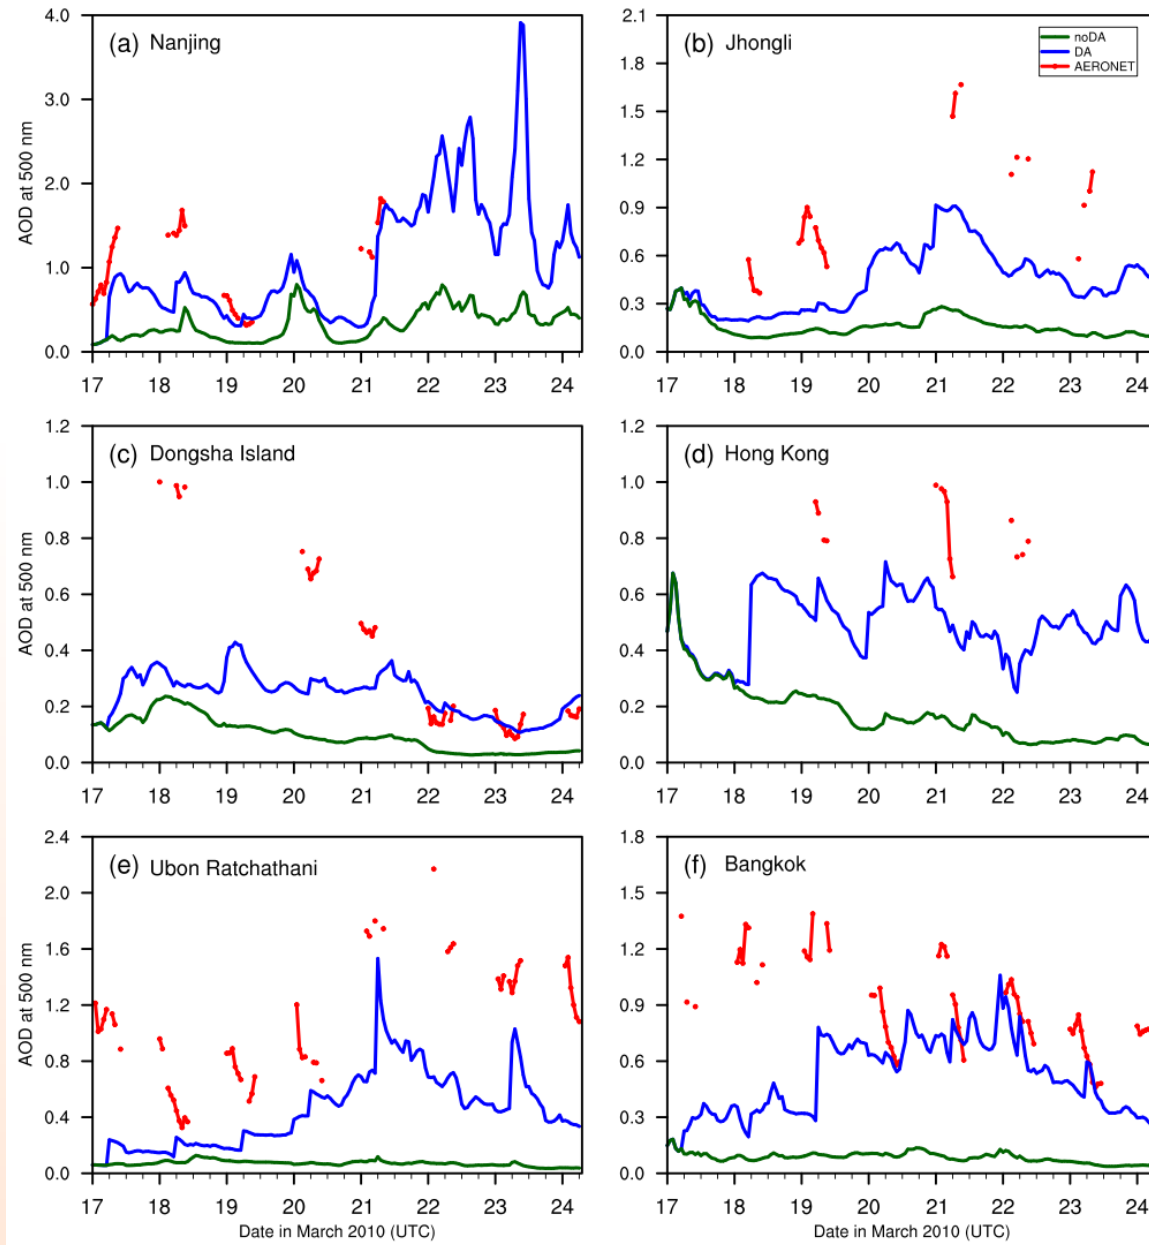 (a) Nanjing
AOD at 500 nm
4.0
3.0
2.0
1.0
0.0
17 18 19 20 21 22 23 24
(b) Jhongli
noDA
DA
AERONET
2.1
1.8
1.5
1.2
0.9
0.6
0.3
0.0
17 18 19 20 21 22 23 24
(c) Dongsha Island
AOD at 500 nm
1.2
1.0
0.8
0.6
0.4
0.2
0.0
17 18 19 20 21 22 23 24
(d) Hong Kong
1.2
1.0
0.8
0.6
0.4
0.2
0.0
17 18 19 20 21 22 23 24
(e) Ubon Ratchathani
AOD at 500 nm
2.4
2.0
1.6
1.2
0.8
0.4
0.0
17 18 19 20 21 22 23 24
Date in March 2010 (UTC)
(f) Bangkok
1.8
1.5
1.2
0.9
0.6
0.3
0.0
17 18 19 20 21 22 23 24
Date in March 2010 (UTC)